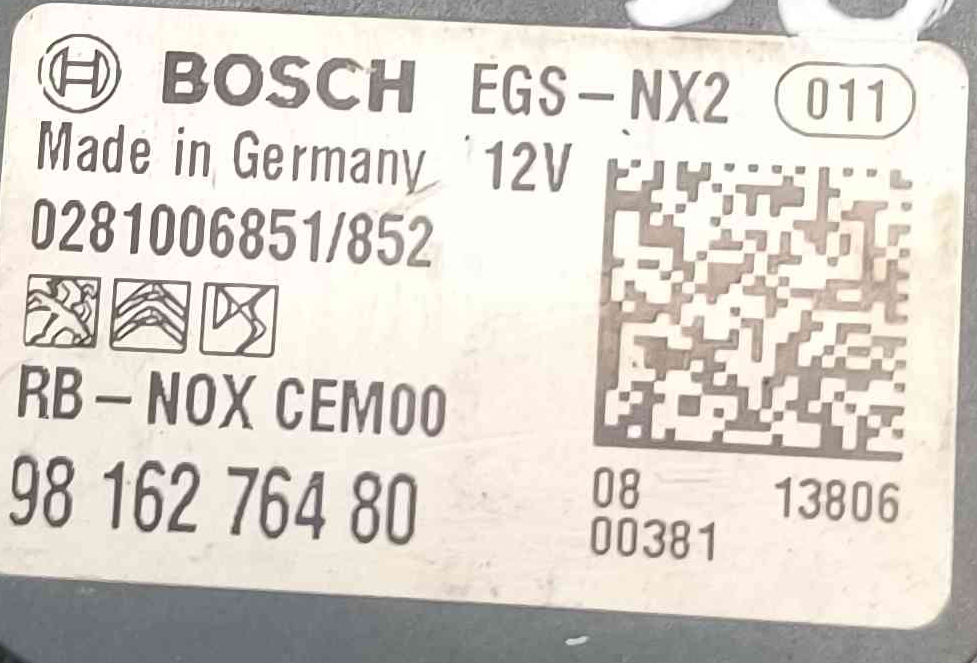 BOSCH EGS-NX2 011
Made in Germany 12V
0281006851/852
RB-NOX CEM00
98 162 764 80
08 13806
00381